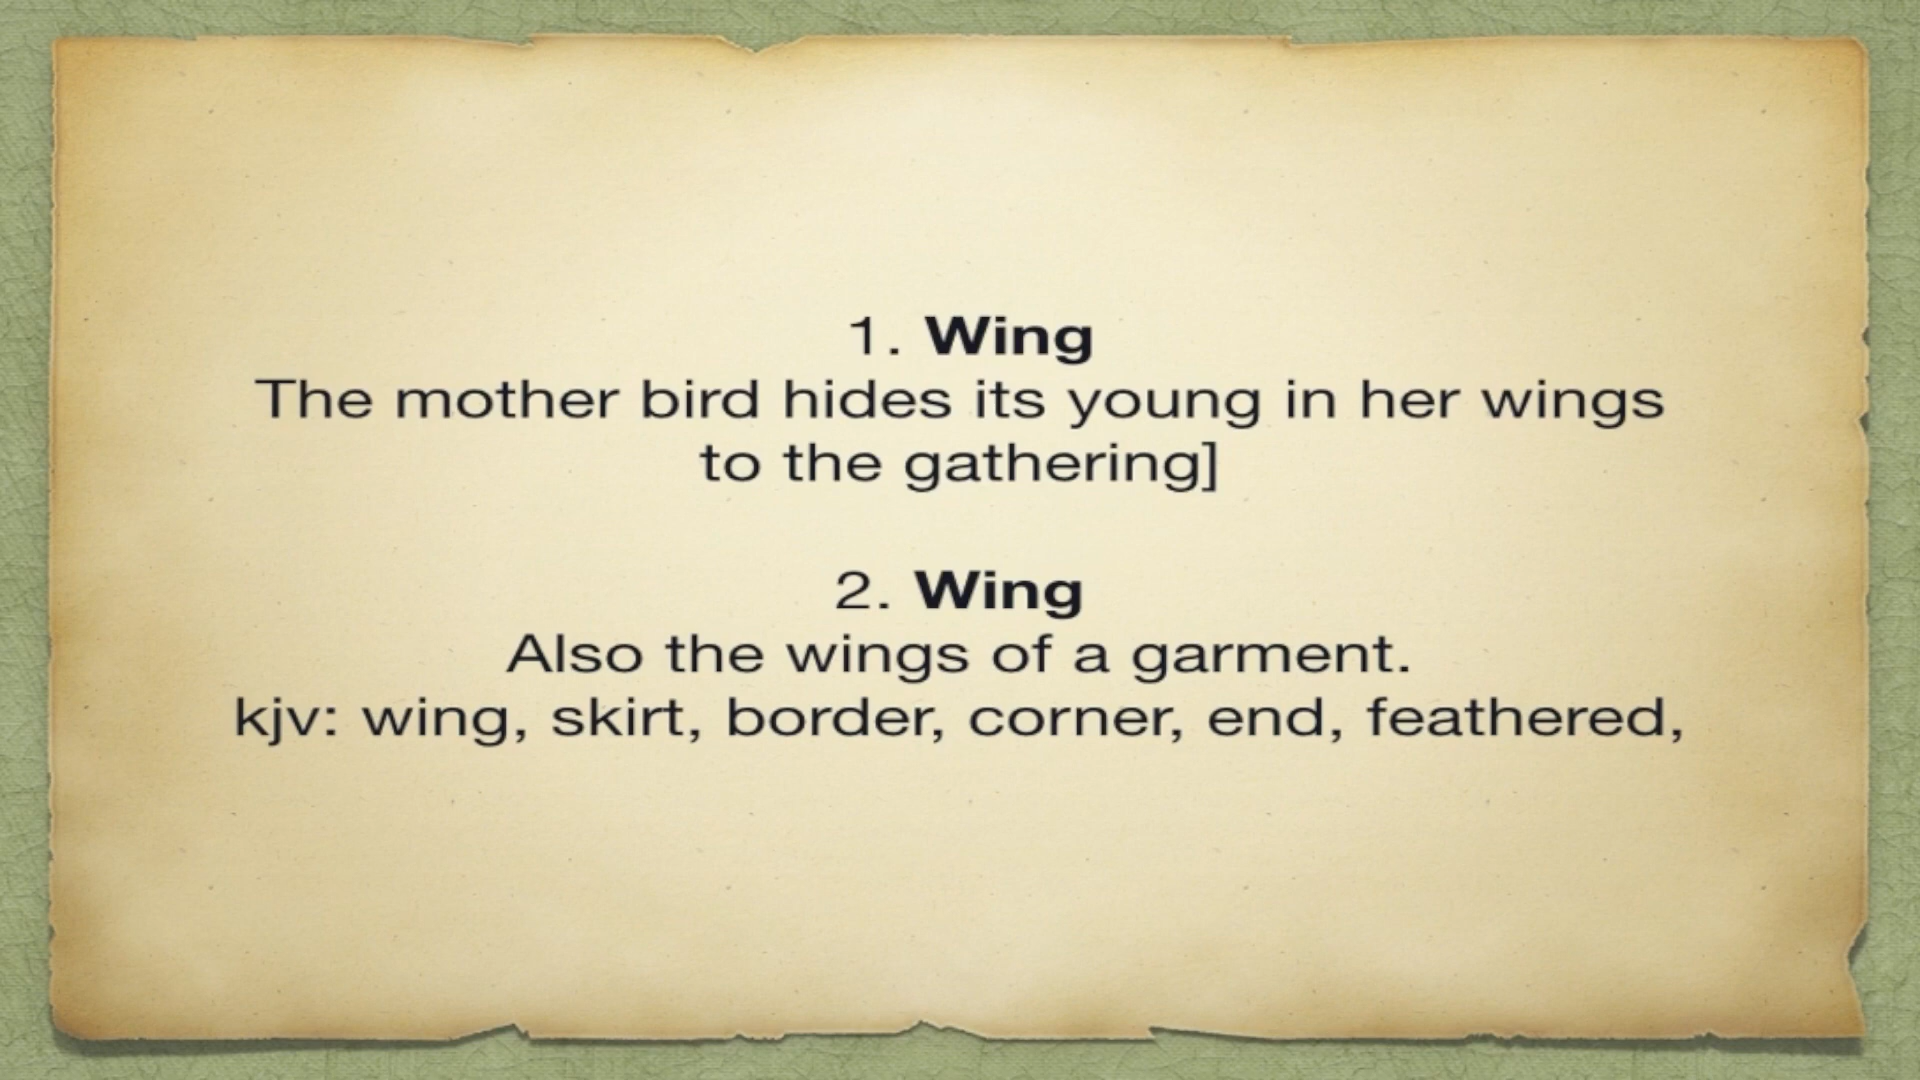 1. Wing
The mother bird hides its young in her wings
to the gathering]
2. Wing
Also the wings of a garment.
kjv: wing, skirt, border, corner, end, feathered,